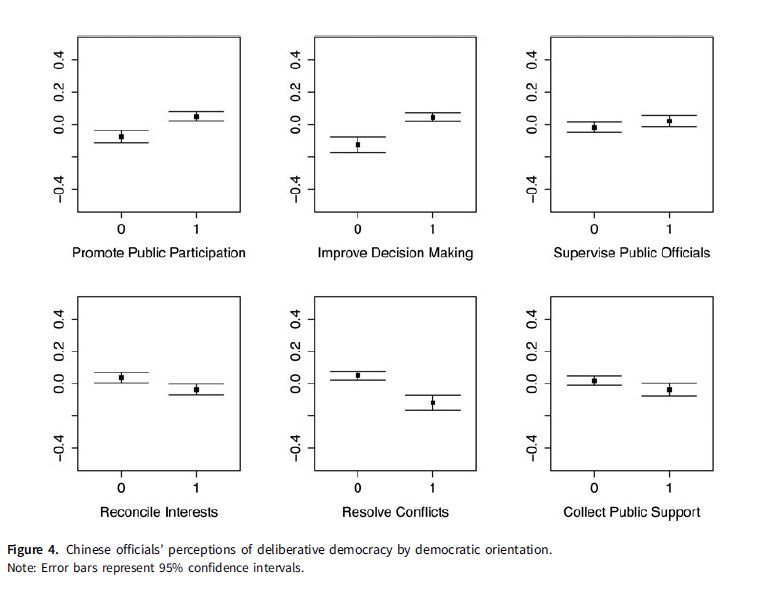 0.4 0.4 0.4
0.2 0.2 0.2
0.0 0.0 0.0
−0.4 −0.4 −0.4
0 1 0 1 0 1
Promote Public Participation Improve Decision Making Supervise Public Officials
0.4 0.4 0.4
0.2 0.2 0.2
0.0 0.0 0.0
−0.4 −0.4 −0.4
0 1 0 1 0 1
Reconcile Interests Resolve Conflicts Collect Public Support
Figure 4. Chinese officials’ perceptions of deliberative democracy by democratic orientation.
Note: Error bars represent 95% confidence intervals.